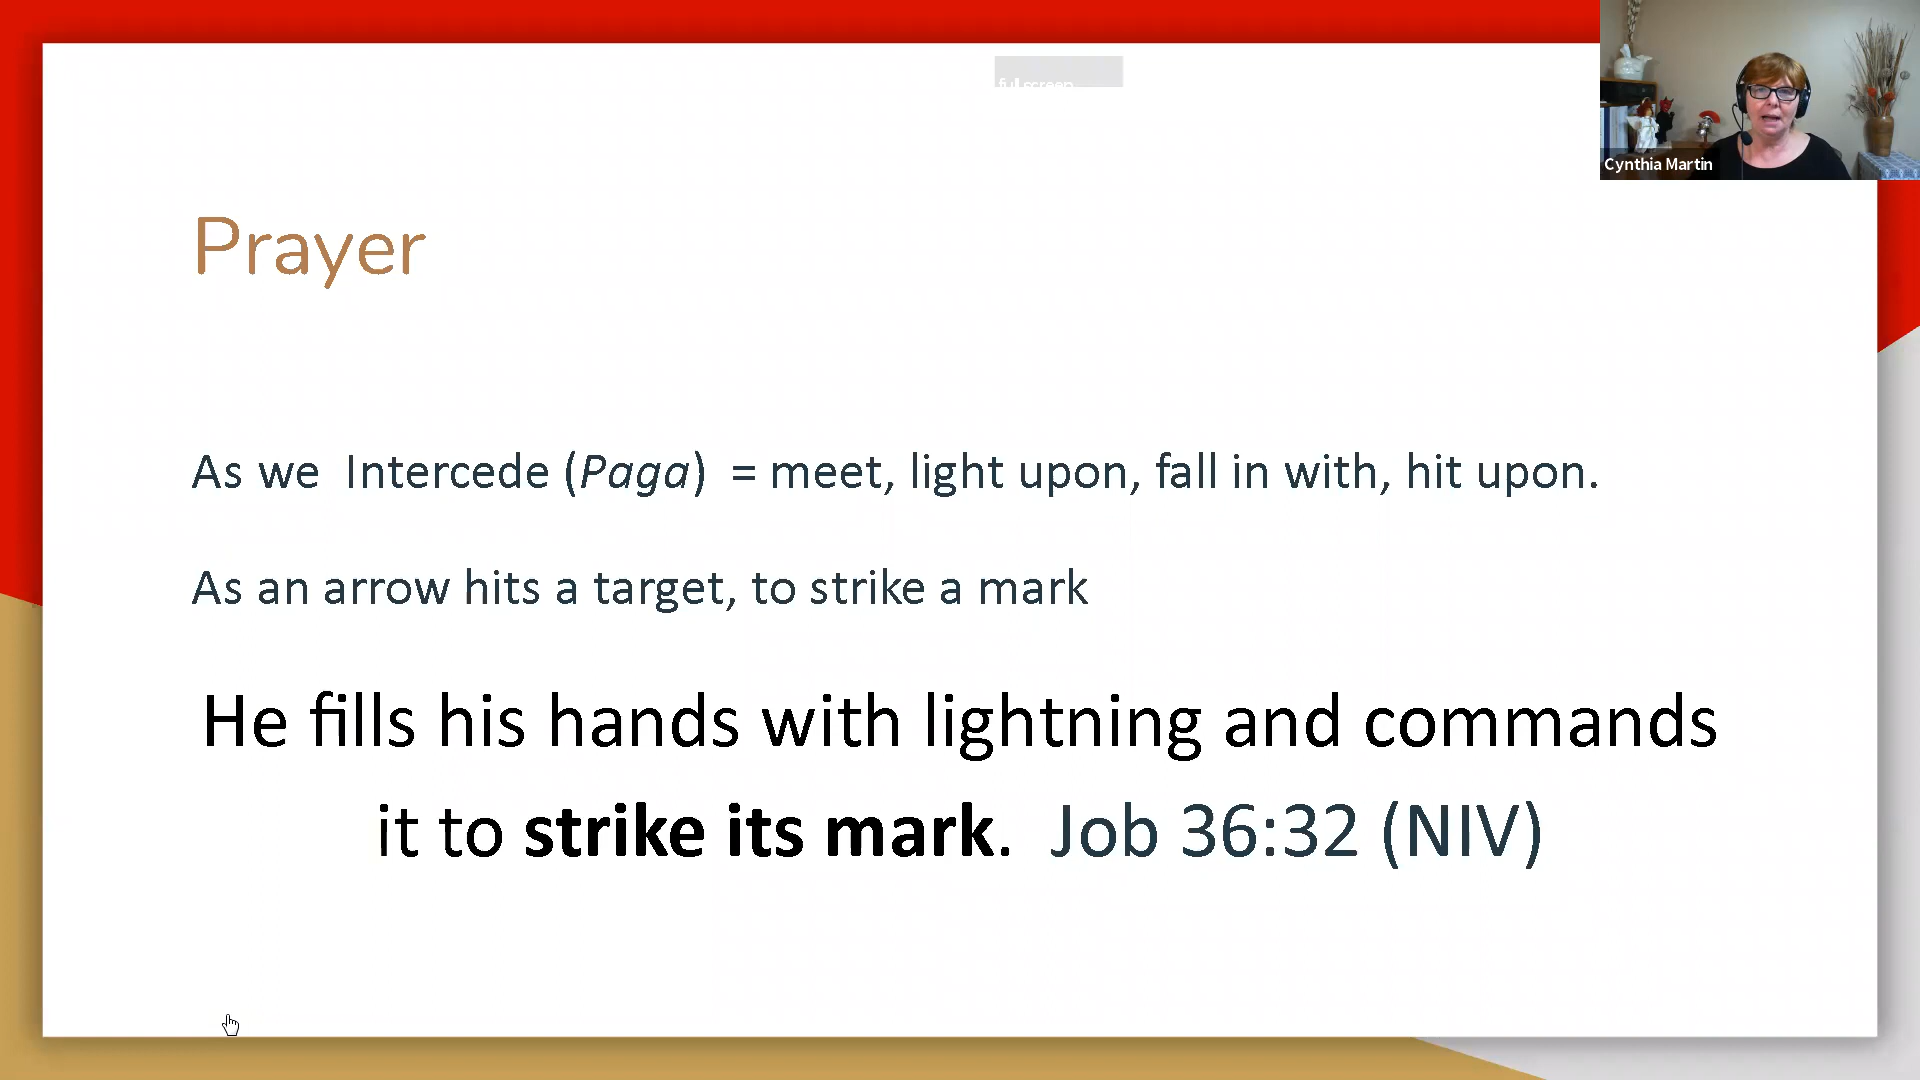 full screen
Cynthia Martin
Prayer
As we Intercede (Paga) = meet, light upon, fall in with, hit upon.
As an arrow hits a target, to strike a mark
He fills his hands with lightning and commands
it to strike its mark. Job 36:32 (NIV)